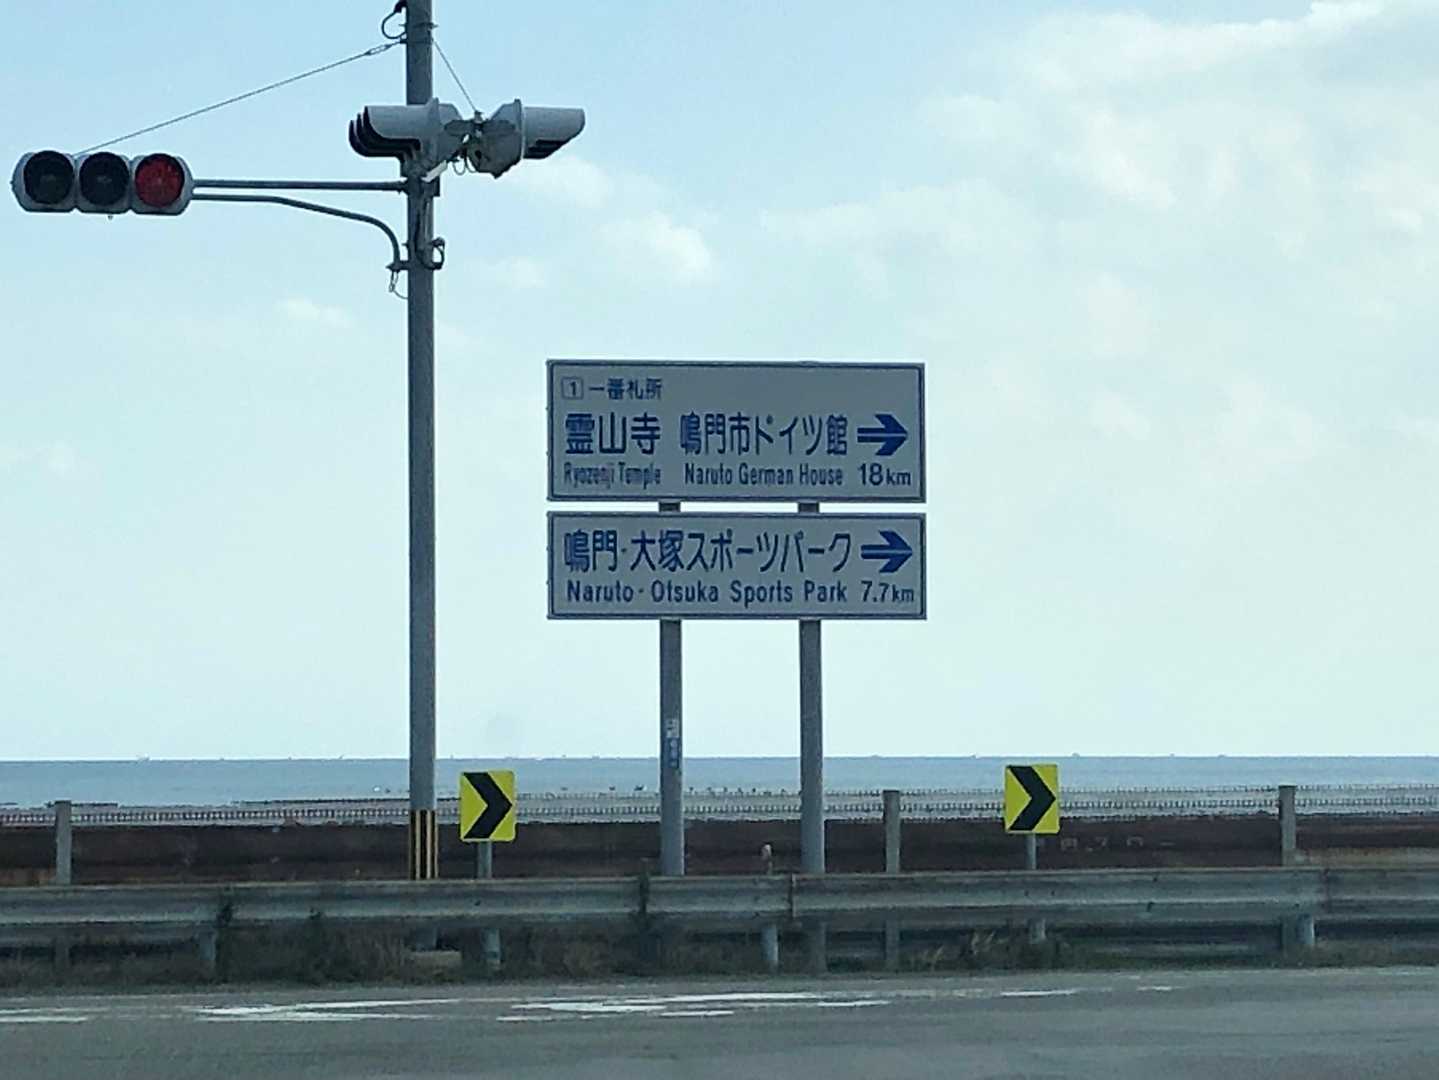 1 一番札所
霊山寺 鳴門市ドイツ館
Ryozenji Temple Naruto German House 18km
鳴門・大塚スポーツパーク
Naruto・Otsuka Sports Park 7.7km